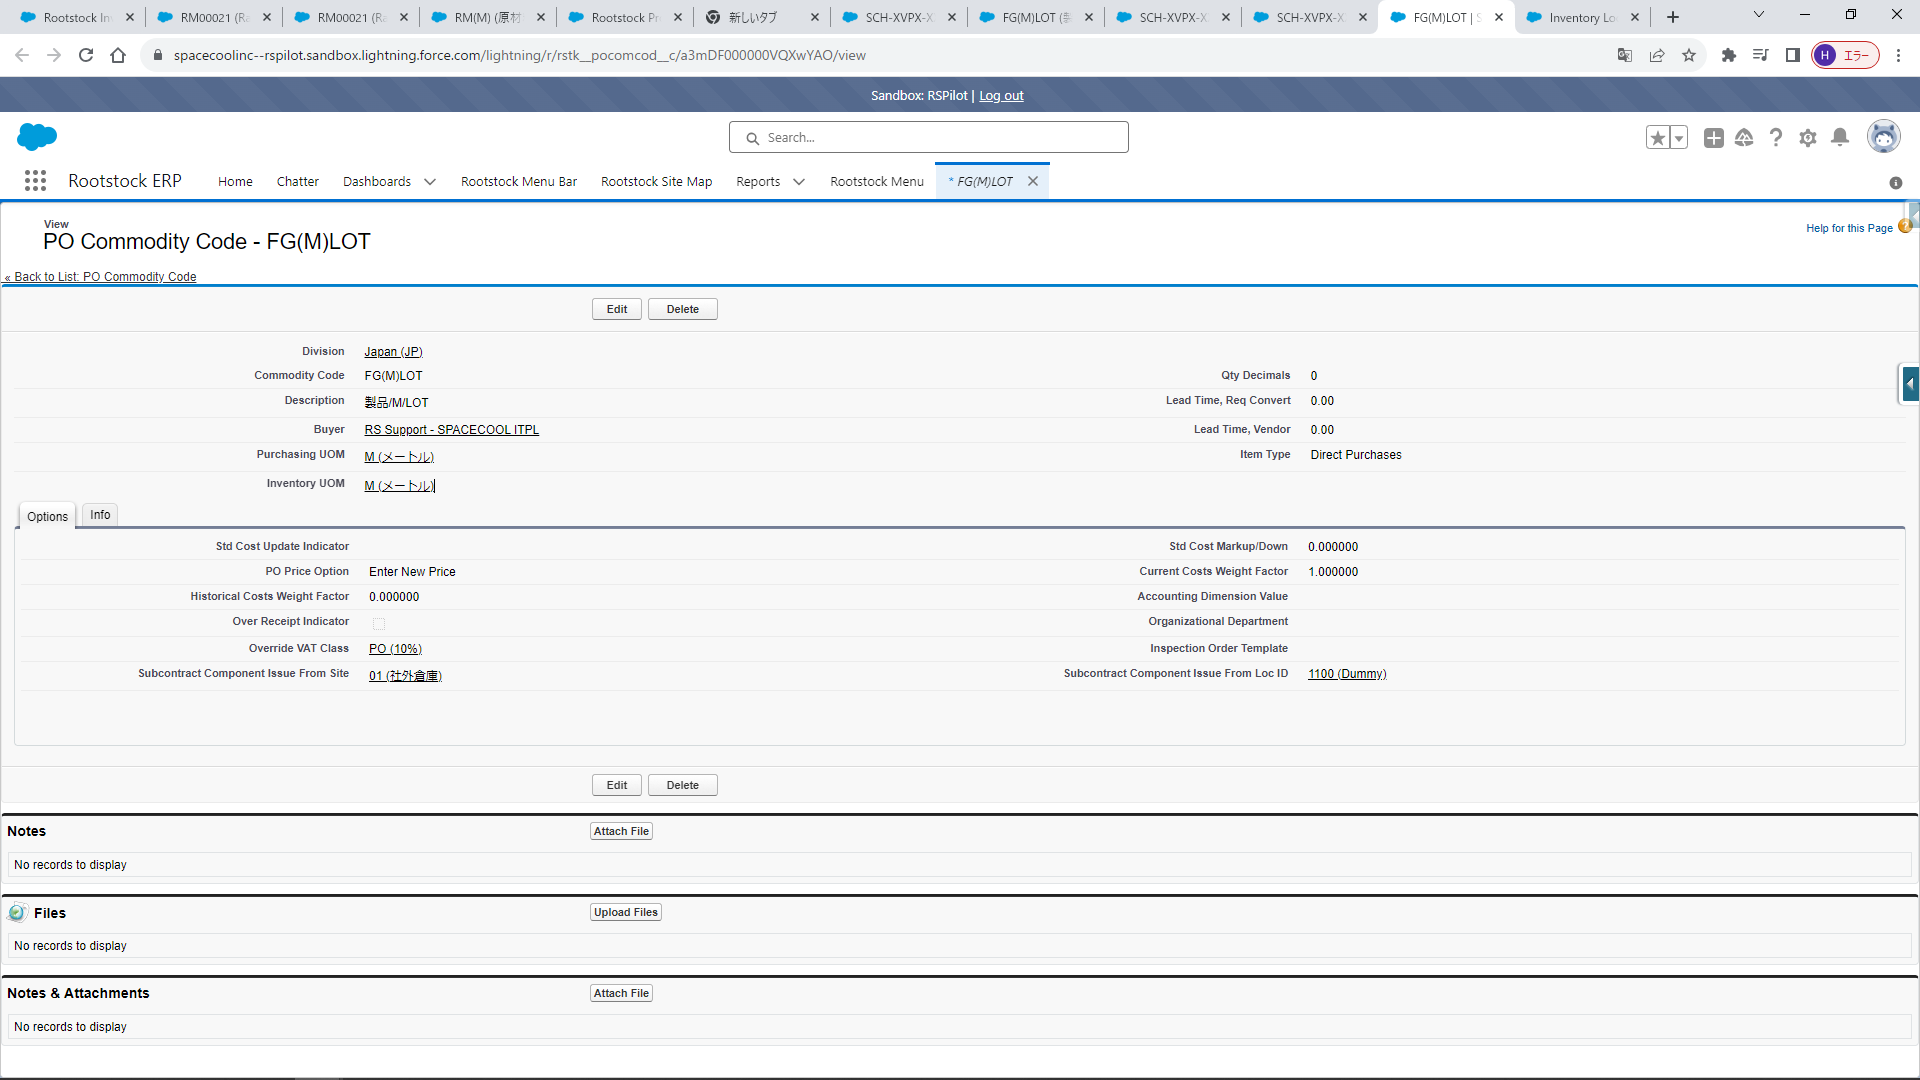 Rootstock In
RM00021 (Ra
RM00021 (Ra
RM(M) (原材
Rootstock Pr
新しいタブ
SCH-XVPX-X
FG(M)LOT (製
SCH-XVPX-X
SCH-XVPX-X
FG(M)LOT | S
Inventory Lo
spacecoolinc--rspilot.sandbox.lightning.force.com/lightning/r/rstk__pocomcod__c/a3mDF000000VQXwYAO/view
H エラー
Sandbox: RSPilot | Log out
Search...
Rootstock ERP
Home
Chatter
Dashboards
Rootstock Menu Bar
Rootstock Site Map
Reports
Rootstock Menu
* FG(M)LOT
View
PO Commodity Code - FG(M)LOT
Help for this Page
« Back to List: PO Commodity Code
Edit
Delete
Division Japan (JP)
Commodity Code FG(M)LOT
Qty Decimals 0
Description 製品/M/LOT
Lead Time, Req Convert 0.00
Buyer RS Support - SPACECOOL ITPL
Lead Time, Vendor 0.00
Purchasing UOM M (メートル)
Item Type Direct Purchases
Inventory UOM M (メートル)
Options
Info
Std Cost Update Indicator
Std Cost Markup/Down 0.000000
PO Price Option Enter New Price
Current Costs Weight Factor 1.000000
Historical Costs Weight Factor 0.000000
Accounting Dimension Value
Over Receipt Indicator
Organizational Department
Override VAT Class PO (10%)
Inspection Order Template
Subcontract Component Issue From Site 01 (社外倉庫)
Subcontract Component Issue From Loc ID 1100 (Dummy)
Edit
Delete
Notes
Attach File
No records to display
Files
Upload Files
No records to display
Notes & Attachments
Attach File
No records to display